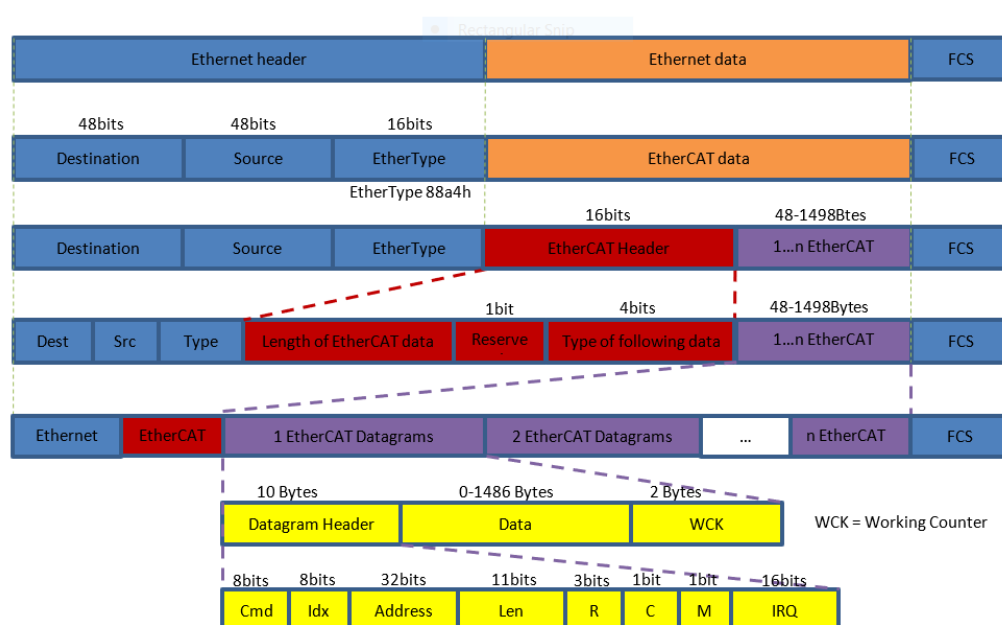 Rectangular Snip
Ethernet header Ethernet data FCS
48bits 48bits 16bits
Destination Source EtherType EtherCAT data FCS
EtherType 88a4h
16bits 48-1498Btes
Destination Source EtherType EtherCAT Header 1...n EtherCAT FCS
1bit 4bits 48-1498Bytes
Dest Src Type Length of EtherCAT data Reserve Type of following data 1...n EtherCAT FCS
Ethernet EtherCAT 1 EtherCAT Datagrams 2 EtherCAT Datagrams ... n EtherCAT FCS
10 Bytes 0-1486 Bytes 2 Bytes
Datagram Header Data WCK WCK = Working Counter
8bits 8bits 32bits 11bits 3bits 1bit 1bit 16bits
Cmd Idx Address Len R C M IRQ